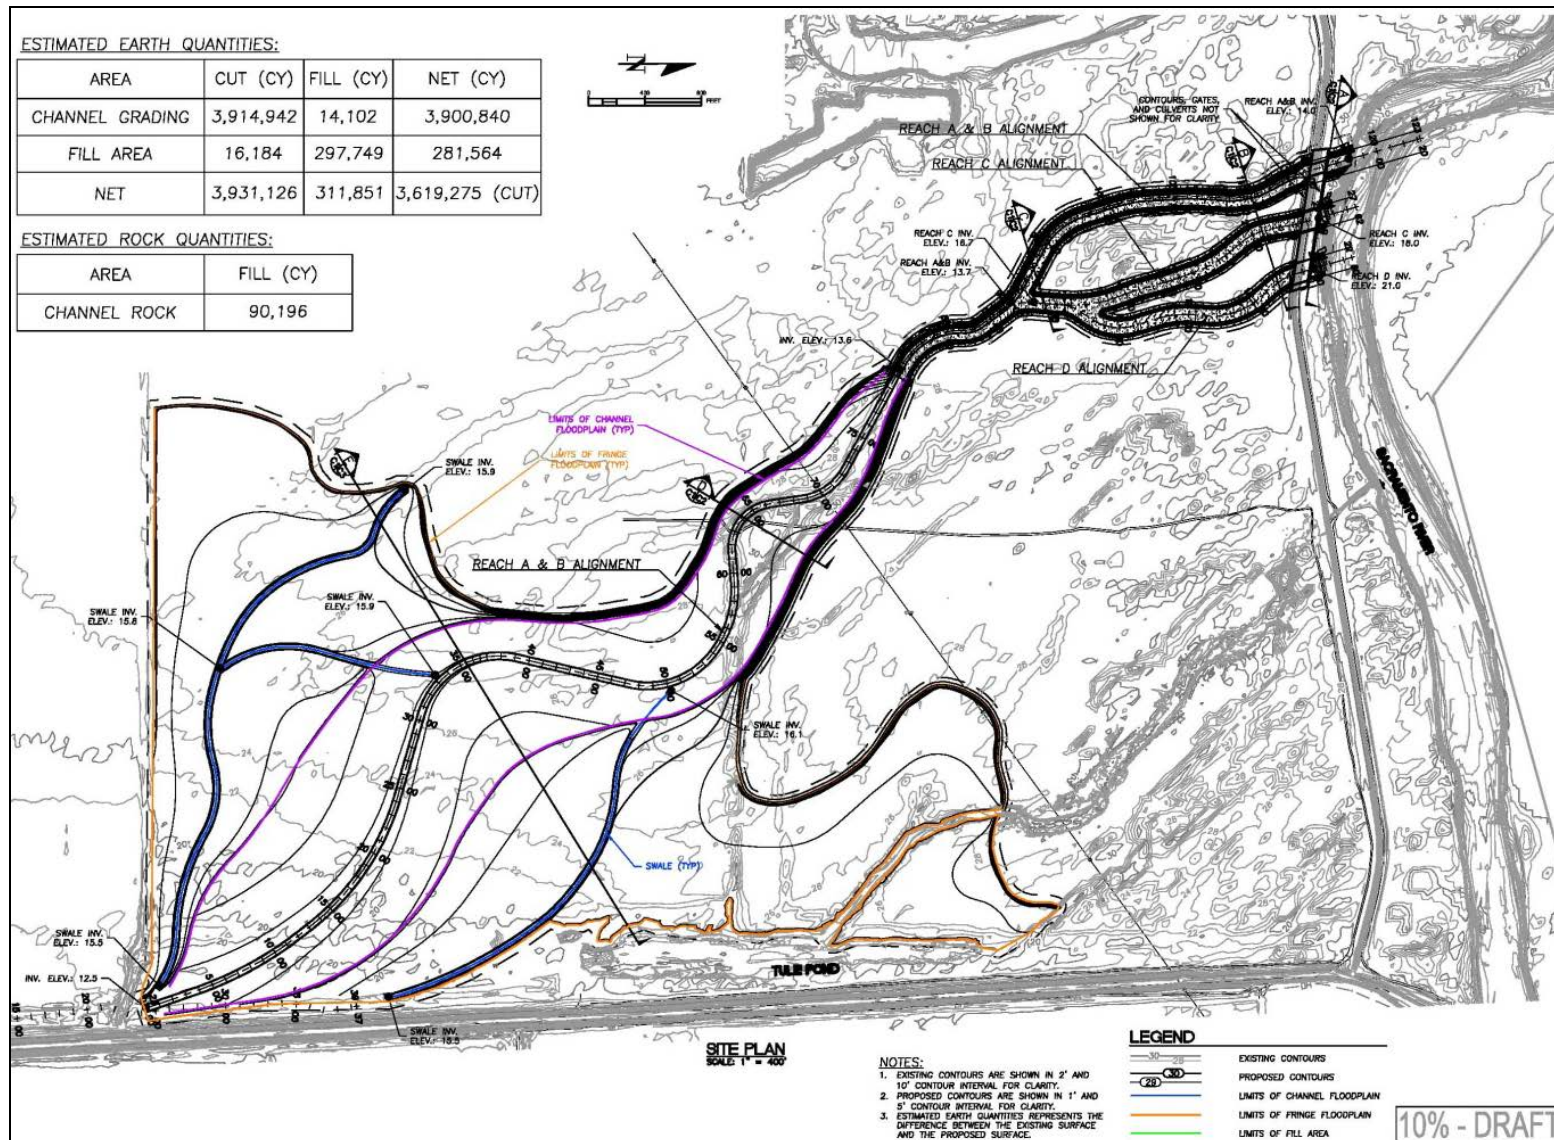 ESTIMATED EARTH QUANTITIES:
AREA CUT (CY) FILL (CY) NET (CY)
CHANNEL GRADING 3,914,942 14,102 3,900,840
FILL AREA 16,184 297,749 281,564
NET 3,931,126 311,851 3,619,275 (CUT)
ESTIMATED ROCK QUANTITIES:
AREA FILL (CY)
CHANNEL ROCK 90,196
FEET
CONTOURS, GATES,
AND CULVERTS NOT
SHOWN FOR CLARITY
REACH A&B INV.
ELEV.: 14.0
REACH A & B ALIGNMENT
REACH C ALIGNMENT
REACH C INV.
ELEV.: 16.7
REACH A&B INV.
ELEV.: 13.7
REACH C INV.
ELEV.: 18.0
REACH D INV.
ELEV.: 21.0
INV. ELEV.: 13.6
REACH D ALIGNMENT
LIMITS OF CHANNEL
FLOODPLAIN (TYP)
LIMITS OF FRINGE
FLOODPLAIN (TYP)
SWALE INV.
ELEV.: 15.9
SACRAMENTO RIVER
REACH A & B ALIGNMENT
SWALE INV.
ELEV.: 15.9
SWALE INV.
ELEV.: 15.8
SWALE INV.
ELEV.: 16.1
SWALE (TYP)
SWALE INV.
ELEV.: 15.5
INV. ELEV.: 12.5
TULE POND
SWALE INV.
ELEV.: 15.5
SITE PLAN
SCALE: 1" = 400'
NOTES:
1. EXISTING CONTOURS ARE SHOWN IN 2' AND
10' CONTOUR INTERVAL FOR CLARITY.
2. PROPOSED CONTOURS ARE SHOWN IN 1' AND
5' CONTOUR INTERVAL FOR CLARITY.
3. ESTIMATED EARTH QUANTITIES REPRESENTS THE
DIFFERENCE BETWEEN THE EXISTING SURFACE
AND THE PROPOSED SURFACE.
LEGEND
30 28 EXISTING CONTOURS
30 29 PROPOSED CONTOURS
LIMITS OF CHANNEL FLOODPLAIN
LIMITS OF FRINGE FLOODPLAIN
LIMITS OF FILL AREA
10% - DRAFT